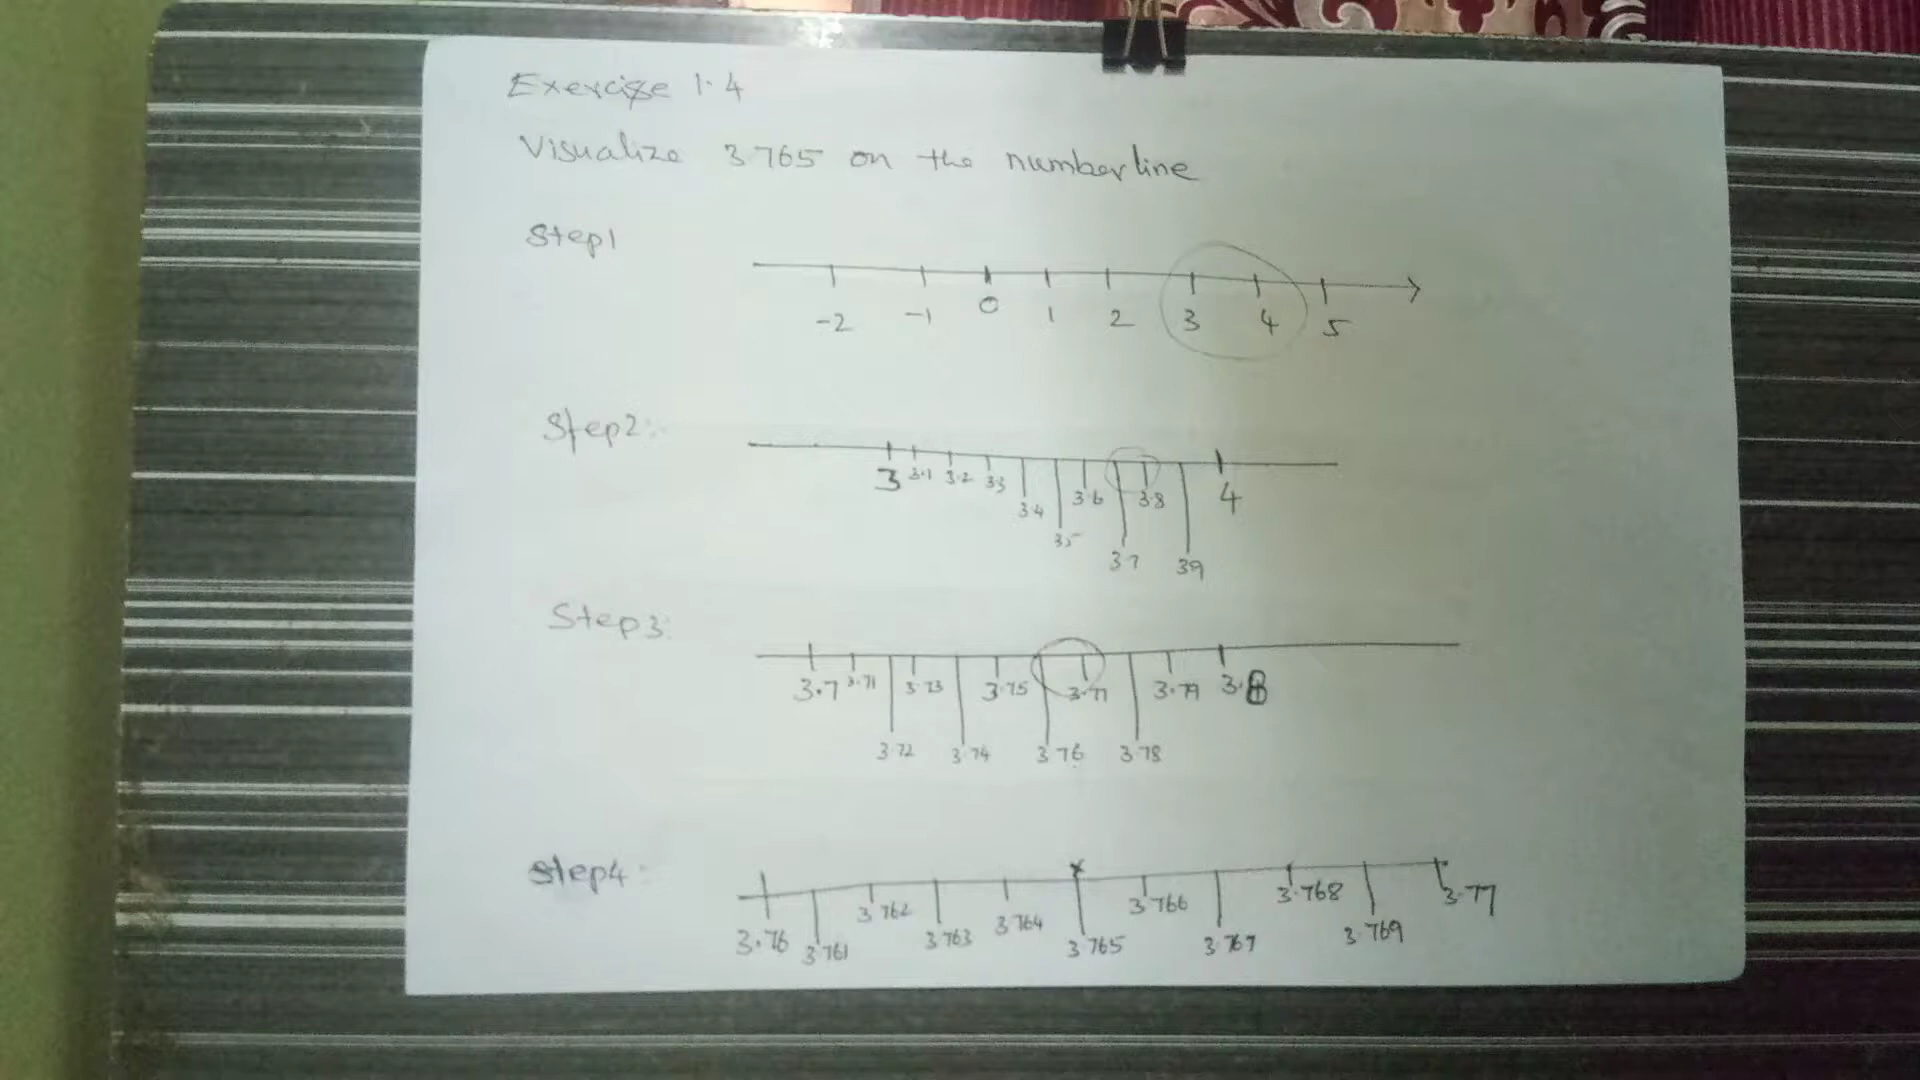 Exercise 1.4
Visualize 3.765 on the number line
Step1
-2 -1 0 1 2 3 4 5
Step2:
3 3.1 3.2 3.3 3.4 3.5 3.6 3.7 3.8 3.9 4
Step3:
3.7 3.71 3.72 3.73 3.74 3.75 3.76 3.77 3.78 3.79 3.8
Step4:
3.76 3.761 3.762 3.763 3.764 3.765 3.766 3.767 3.768 3.769 3.77